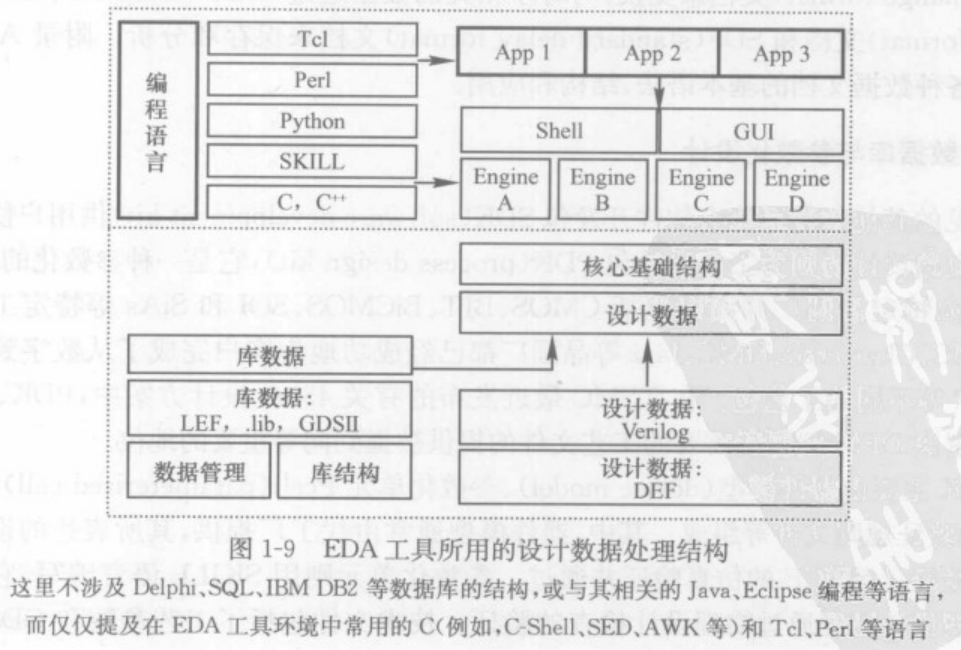 编程语言
Tcl
Perl
Python
SKILL
C，C++
App 1 App 2 App 3
Shell GUI
Engine A Engine B Engine C Engine D
核心基础结构
设计数据
库数据
库数据：
LEF，.lib，GDSII
数据管理 库结构
设计数据：
Verilog
设计数据：
DEF
图 1-9 EDA 工具所用的设计数据处理结构
这里不涉及 Delphi、SQL、IBM DB2 等数据库的结构，或与其相关的 Java、Eclipse 编程等语言，
而仅仅提及在 EDA 工具环境中常用的 C(例如，C-Shell、SED、AWK 等)和 Tcl、Perl 等语言